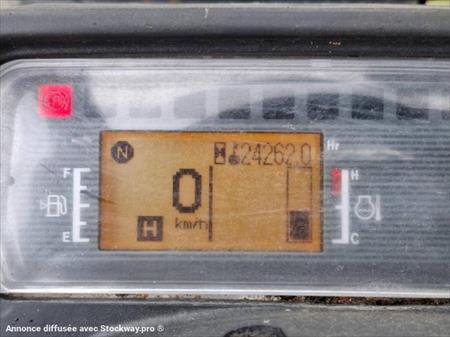 N 24262.0 Hr
F H
0
km/h
H
E C
Annonce diffusée avec Stockway.pro ®